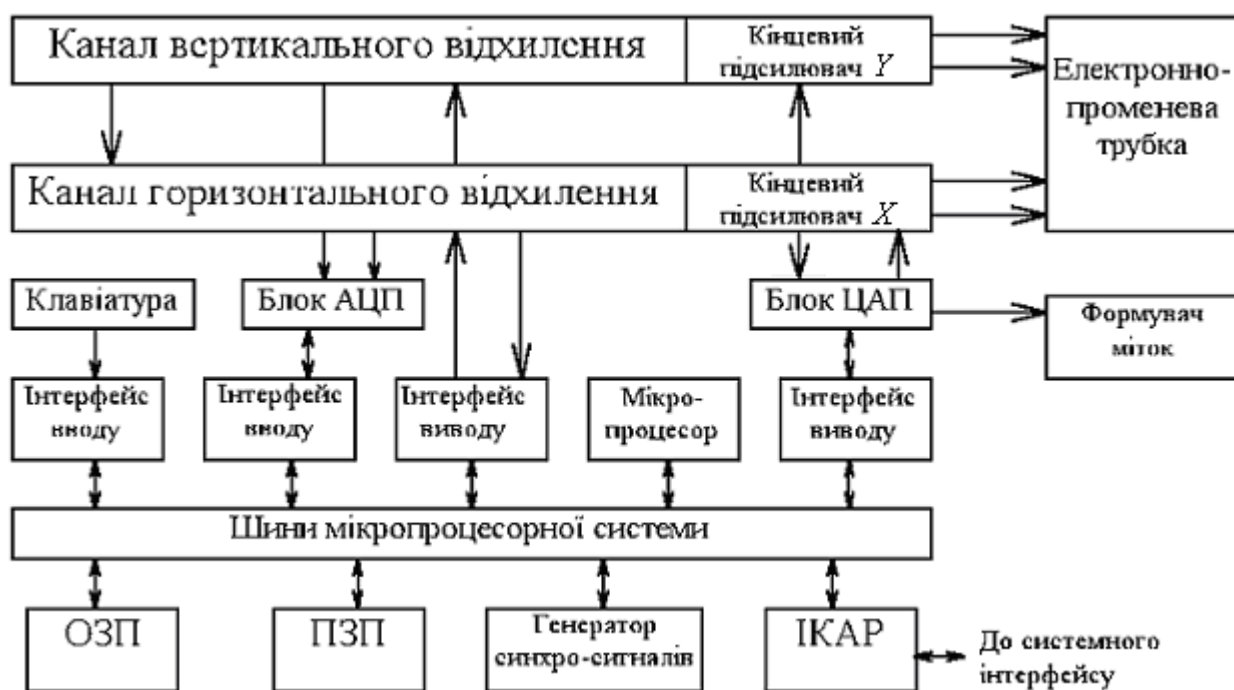 Канал вертикального відхилення
Кінцевий
підсилювач Y
Електронно-
променева
трубка
Канал горизонтального відхилення
Кінцевий
підсилювач X
Клавіатура
Блок АЦП
Блок ЦАП
Формувач
міток
Інтерфейс
вводу
Інтерфейс
вводу
Інтерфейс
виводу
Мікро-
процесор
Інтерфейс
виводу
Шини мікропроцесорної системи
ОЗП
ПЗП
Генератор
синхро-сигналів
ІКАР
До системного
інтерфейсу